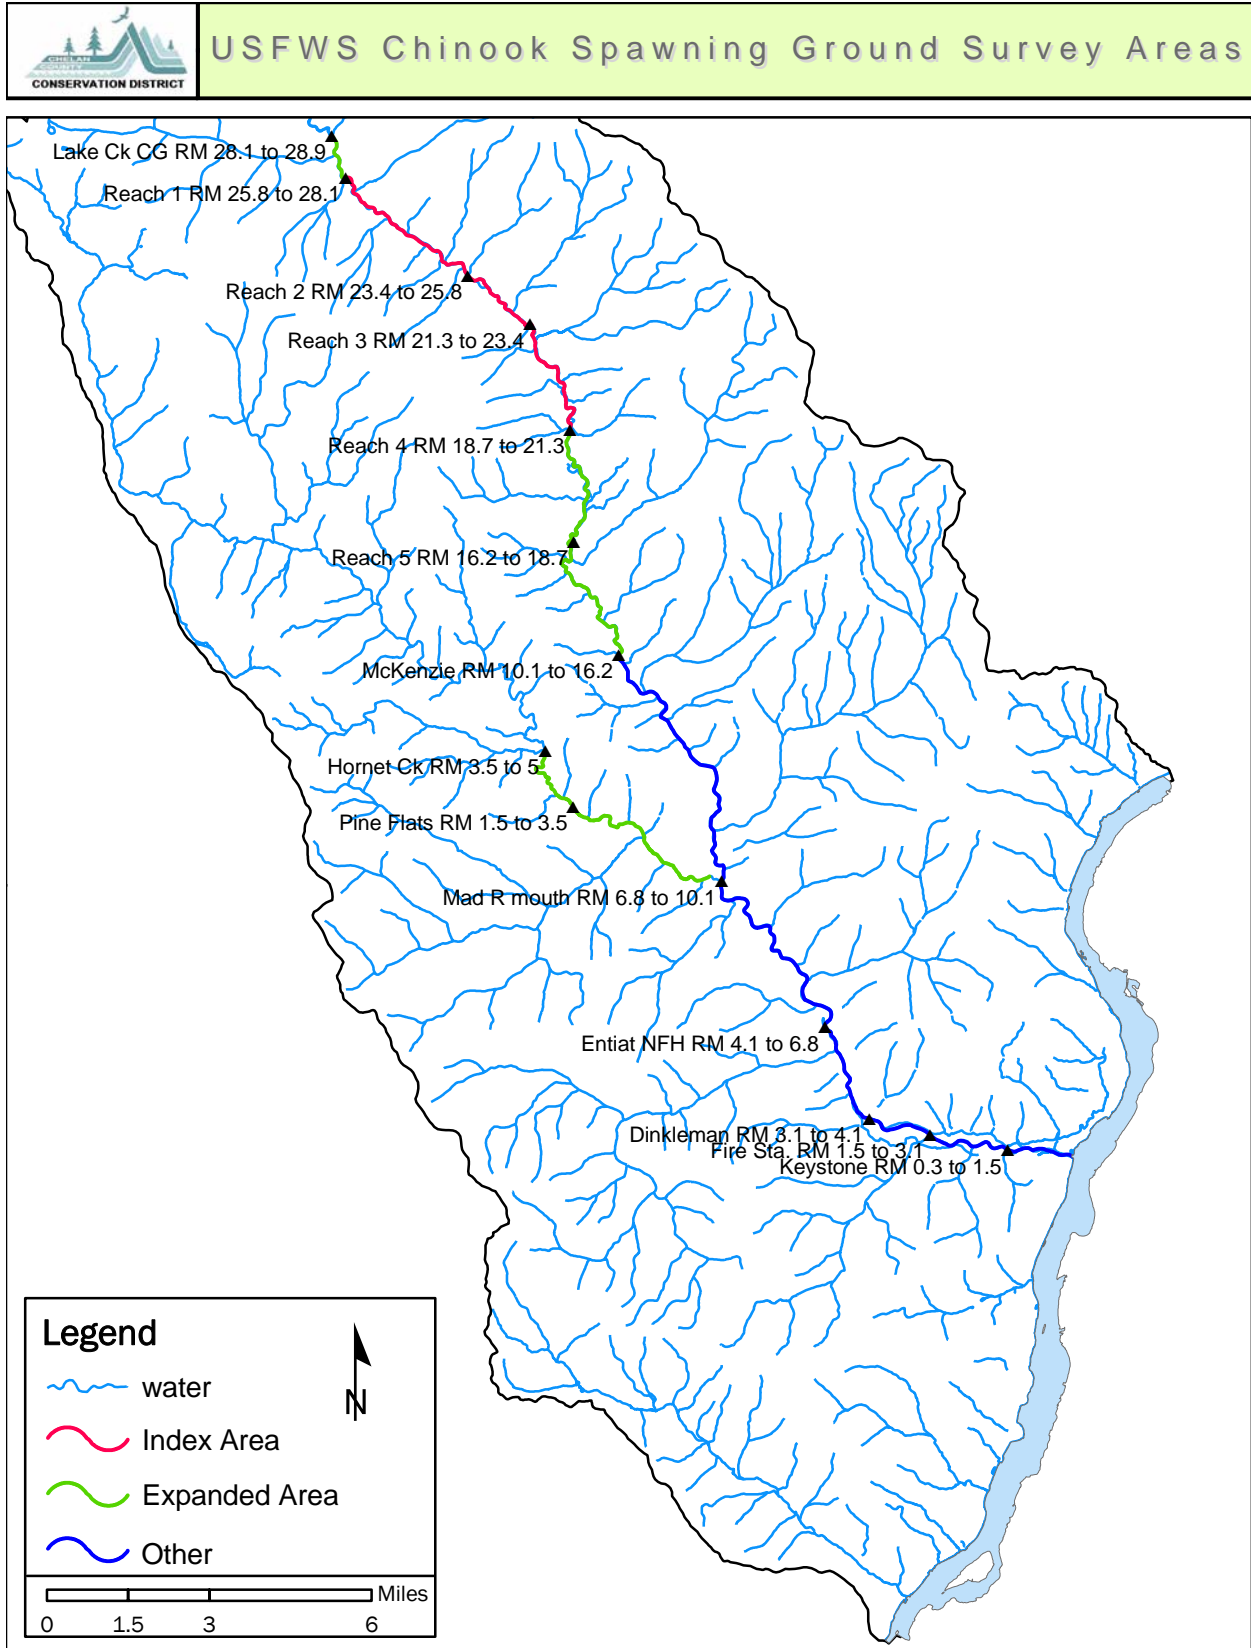 CHELAN
COUNTY
CONSERVATION DISTRICT
USFWS Chinook Spawning Ground Survey Areas
Lake Ck CG RM 28.1 to 28.9
Reach 1 RM 25.8 to 28.1
Reach 2 RM 23.4 to 25.8
Reach 3 RM 21.3 to 23.4
Reach 4 RM 18.7 to 21.3
Reach 5 RM 16.2 to 18.7
McKenzie RM 10.1 to 16.2
Hornet Ck RM 3.5 to 5
Pine Flats RM 1.5 to 3.5
Mad R mouth RM 6.8 to 10.1
Entiat NFH RM 4.1 to 6.8
Dinkleman RM 3.1 to 4.1
Fire Sta. RM 1.5 to 3.1
Keystone RM 0.3 to 1.5
Legend
water
N
Index Area
Expanded Area
Other
Miles
0 1.5 3 6